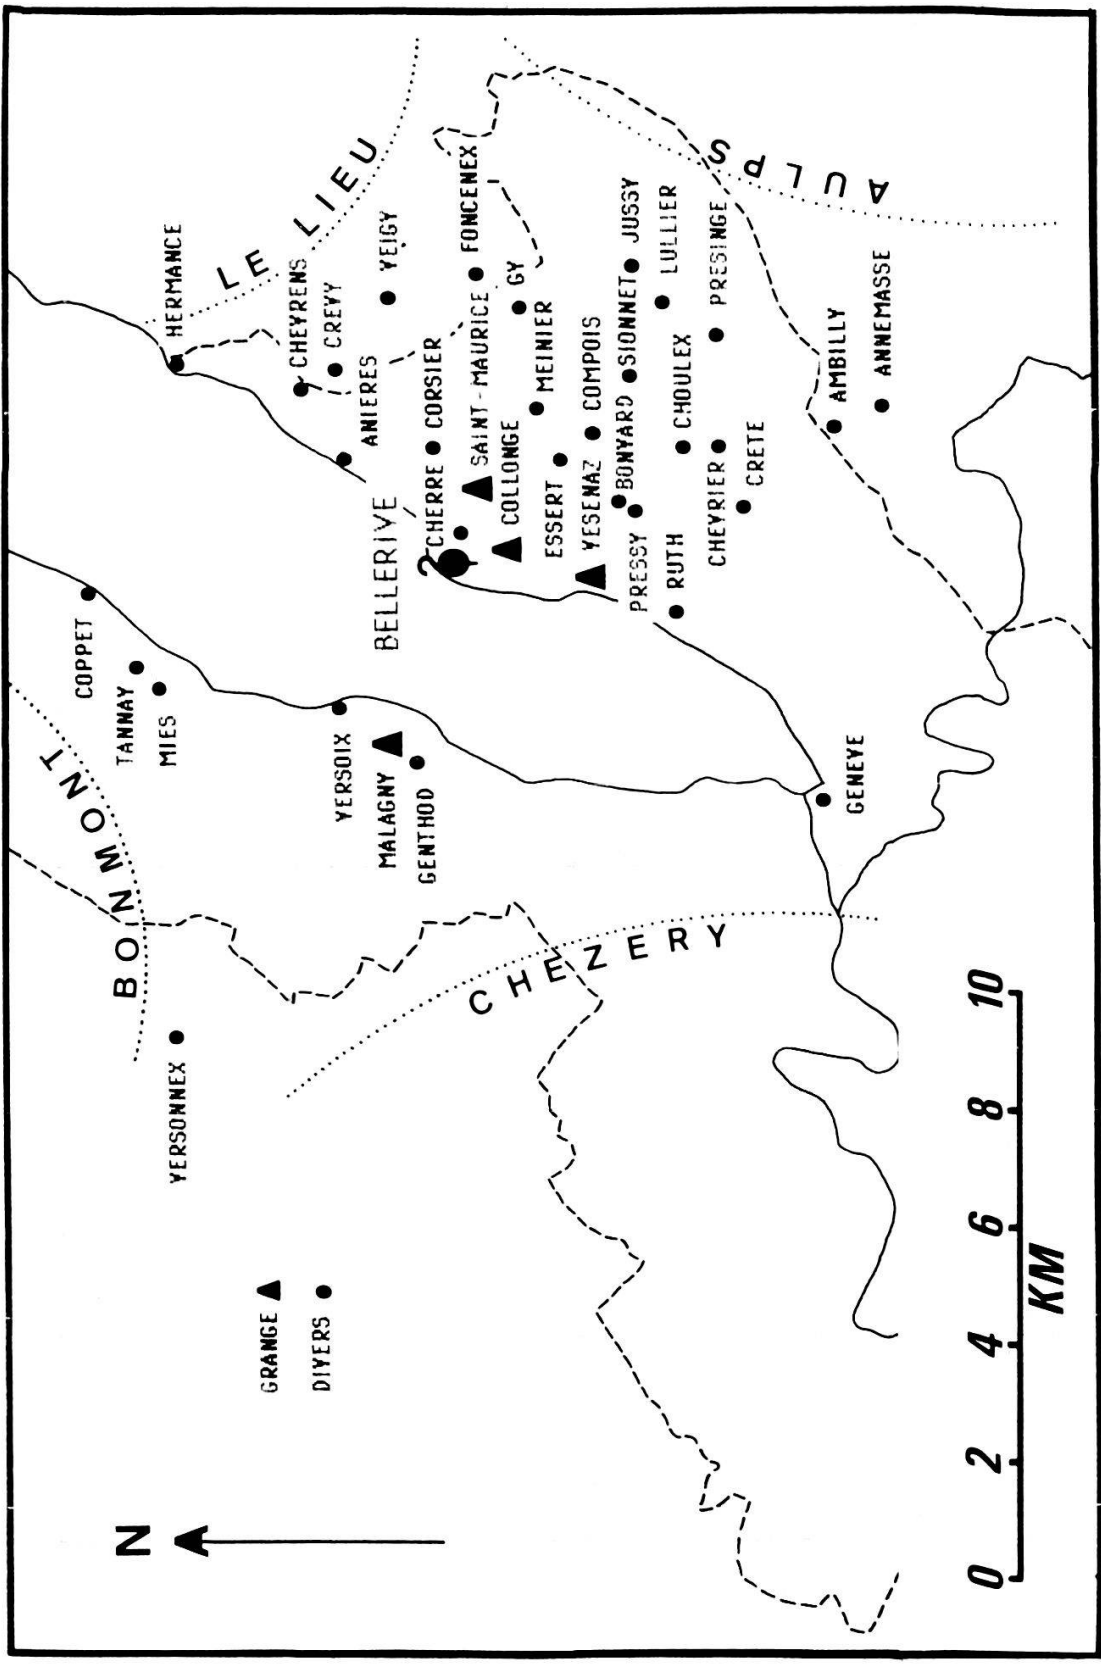 N
BONMONT
COPPET
TANNAY
MIES
VERSONNEX
HERMANCE
LE LIEU
CHEVRENS
CREVY
VEIGY
ANIERES
GRANGE
DIVERS
VERSOIX
MALAGNY
GENTHOD
BELLERIVE
?
CHERRE
CORSIER
FONCENEX
SAINT-MAURICE
COLLONGE
GY
MEINIER
ESSERT
VESENAZ
COMPOIS
BONVARD
SIONNET
JUSSY
PRESSY
LULLIER
RUTH
CHOULEX
PRESINGE
CHEVRIER
CRETE
CHEZERY
AULPS
AMBILLY
ANNEMASSE
GENEVE
0 2 4 6 8 10
KM